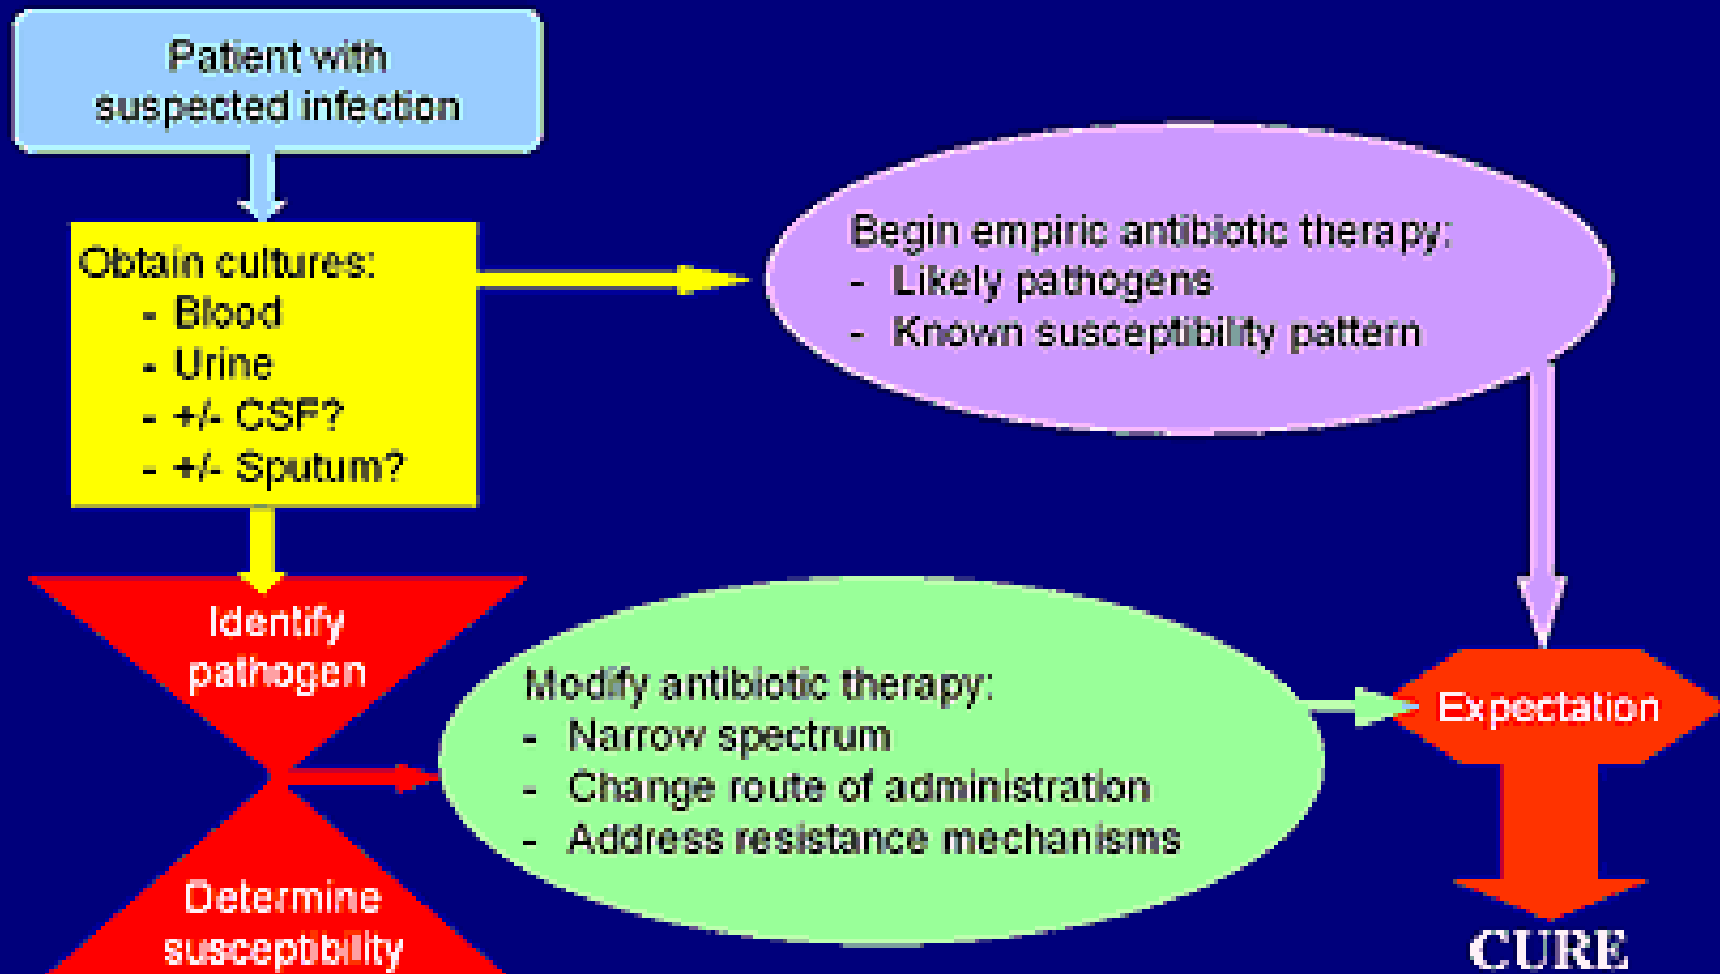 Patient with
suspected infection
Obtain cultures:
- Blood
- Urine
- +/- CSF?
- +/- Sputum?
Begin empiric antibiotic therapy:
- Likely pathogens
- Known susceptibility pattern
Identify
pathogen
Determine
susceptibility
Modify antibiotic therapy:
- Narrow spectrum
- Change route of administration
- Address resistance mechanisms
Expectation
CURE